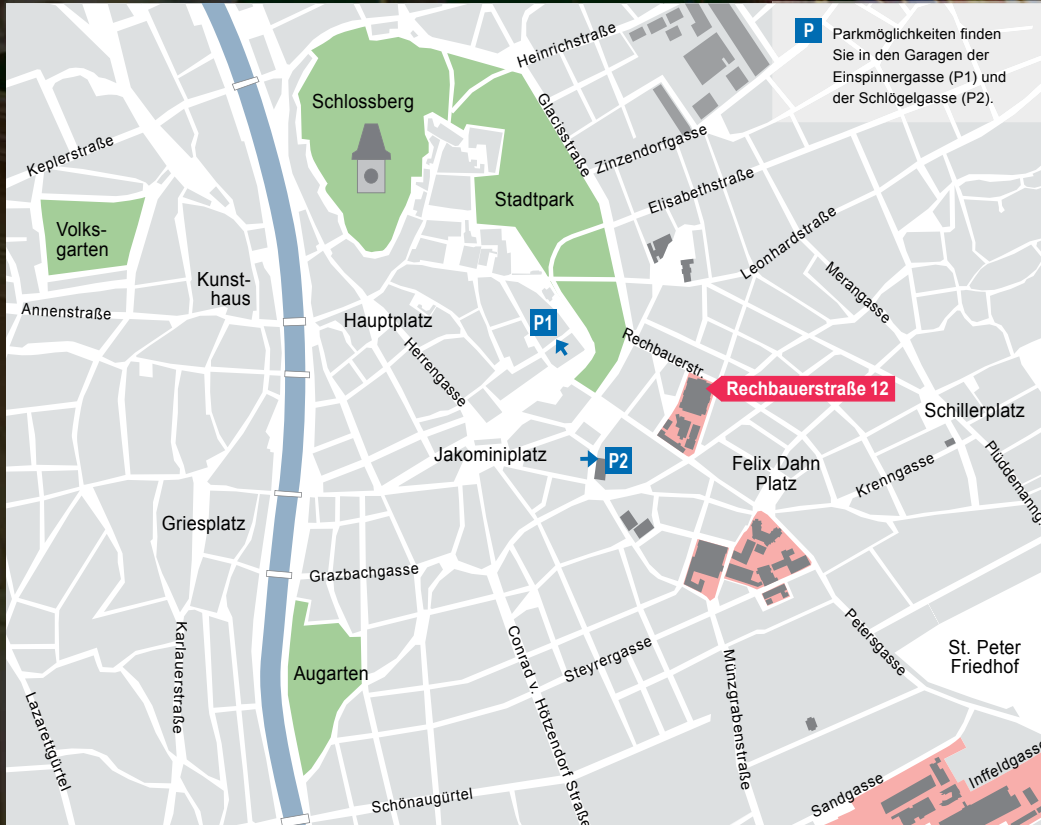 P
Parkmöglichkeiten finden
Sie in den Garagen der
Einspinnergasse (P1) und
der Schlögelgasse (P2).
Heinrichstraße
Schlossberg
Glacisstraße
Zinzendorfgasse
Keplerstraße
Elisabethstraße
Stadtpark
Volks-
garten
Leonhardstraße
Merangasse
Kunst-
haus
Annenstraße
Hauptplatz
P1
Herrengasse
Rechbauerstr.
Rechbauerstraße 12
Schillerplatz
Jakominiplatz
P2
Felix Dahn
Platz
Krenngasse
Plüddemanng.
Griesplatz
Grazbachgasse
Karlauerstraße
Conrad v. Hötzendorf Straße
Steyrergasse
Münzgrabenstraße
Petersgasse
St. Peter
Friedhof
Augarten
Lazarettgürtel
Schönaugürtel
Sandgasse
Inffeldgasse